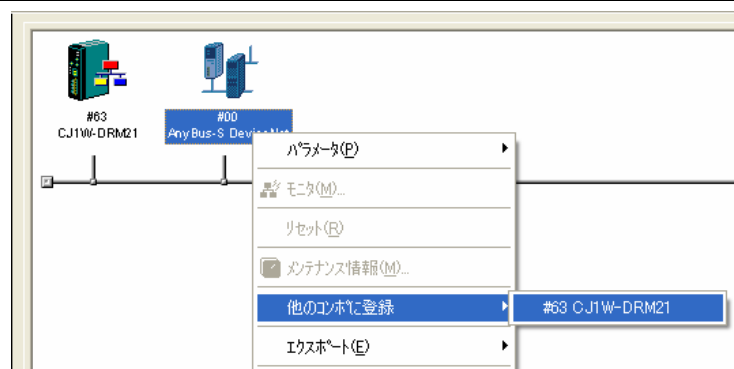 #63
CJ1W-DRM21
#00
AnyBus-S DeviceNet
パラメータ(P)
モニタ(M)...
リセット(R)
メンテナンス情報(M)...
他のコンポに登録
#63 CJ1W-DRM21
エクスポート(E)